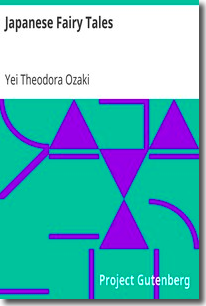 Japanese Fairy Tales
Yei Theodora Ozaki
Project Gutenberg